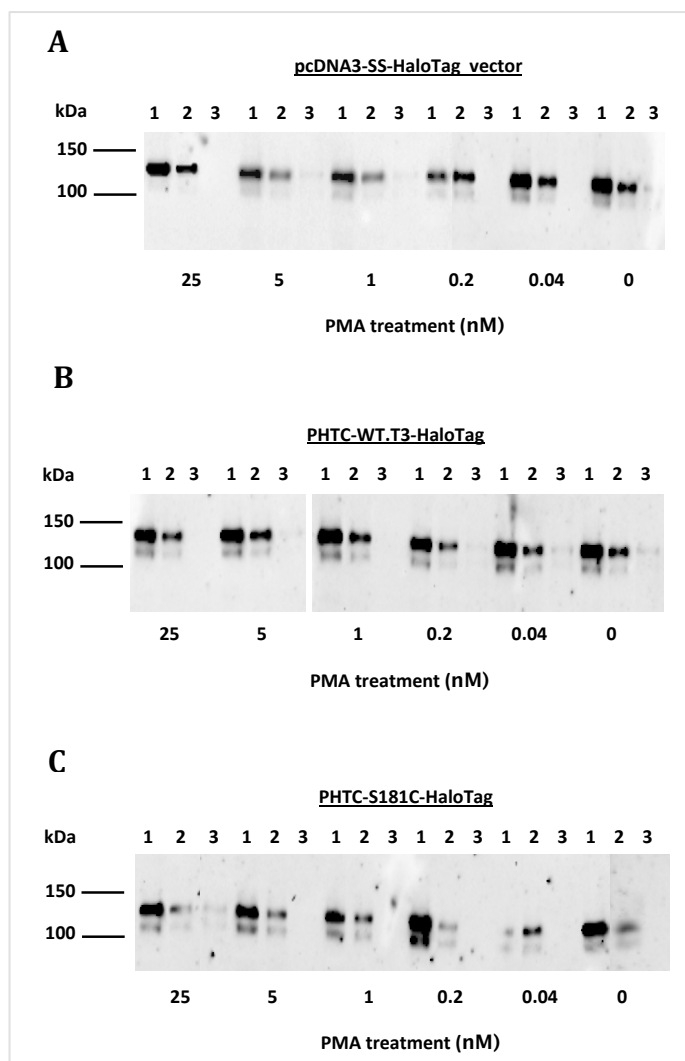 A
pcDNA3-SS-HaloTag vector
kDa 1 2 3 1 2 3 1 2 3 1 2 3 1 2 3 1 2 3
150
100
25 5 1 0.2 0.04 0
PMA treatment (nM)
B
PHTC-WT.T3-HaloTag
kDa 1 2 3 1 2 3 1 2 3 1 2 3 1 2 3 1 2 3
150
100
25 5 1 0.2 0.04 0
PMA treatment (nM)
C
PHTC-S181C-HaloTag
kDa 1 2 3 1 2 3 1 2 3 1 2 3 1 2 3 1 2 3
150
100
25 5 1 0.2 0.04 0
PMA treatment (nM)